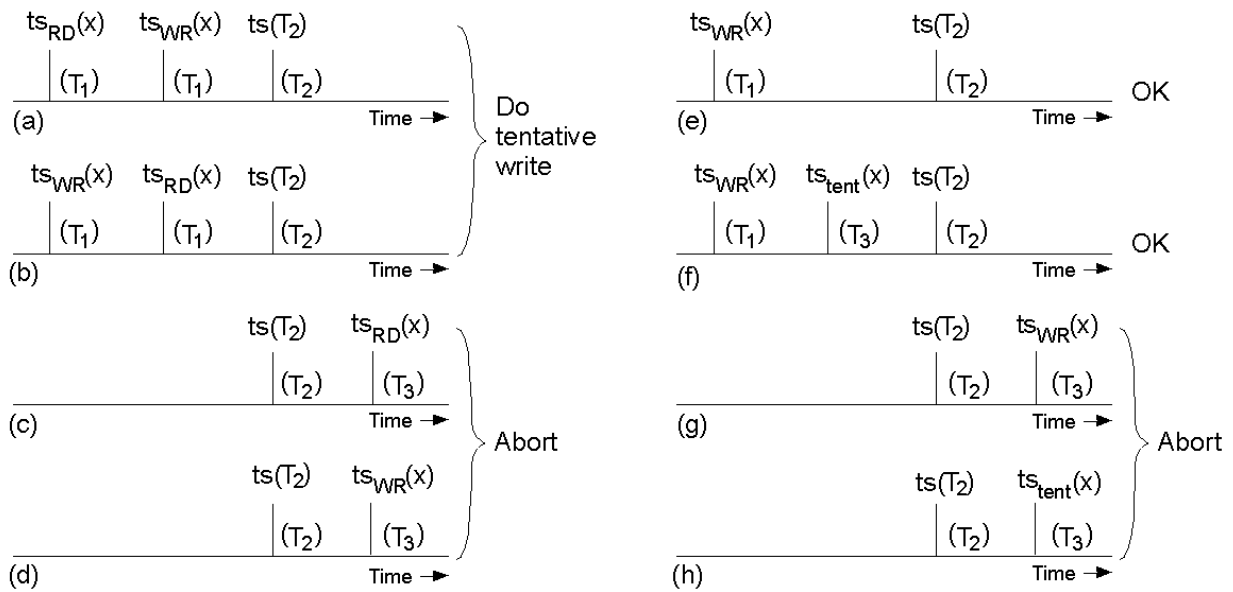 ts_RD(x) ts_WR(x) ts(T_2)
(T_1) (T_1) (T_2)
Time
(a)
ts_WR(x) ts_RD(x) ts(T_2)
(T_1) (T_1) (T_2)
Time
(b)
Do
tentative
write
ts(T_2) ts_RD(x)
(T_2) (T_3)
Time
(c)
ts(T_2) ts_WR(x)
(T_2) (T_3)
Time
(d)
Abort
ts_WR(x) ts(T_2)
(T_1) (T_2)
OK
Time
(e)
ts_WR(x) ts_tent(x) ts(T_2)
(T_1) (T_3) (T_2)
OK
Time
(f)
ts(T_2) ts_WR(x)
(T_2) (T_3)
Time
(g)
ts(T_2) ts_tent(x)
(T_2) (T_3)
Time
(h)
Abort